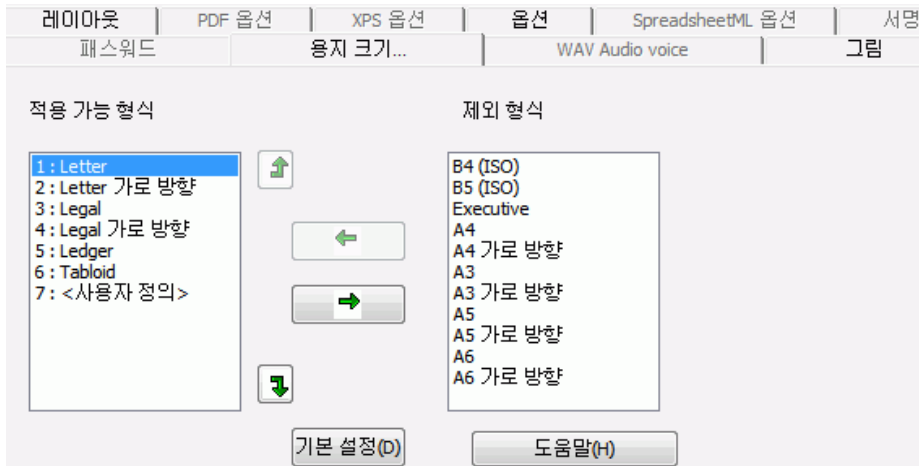 레이아웃 PDF 옵션 XPS 옵션 옵션 SpreadsheetML 옵션 서명
패스워드 용지 크기... WAV Audio voice 그림
적용 가능 형식 제외 형식
1 : Letter
2 : Letter 가로 방향
3 : Legal
4 : Legal 가로 방향
5 : Ledger
6 : Tabloid
7 : <사용자 정의>
B4 (ISO)
B5 (ISO)
Executive
A4
A4 가로 방향
A3
A3 가로 방향
A5
A5 가로 방향
A6
A6 가로 방향
기본 설정(D) 도움말(H)